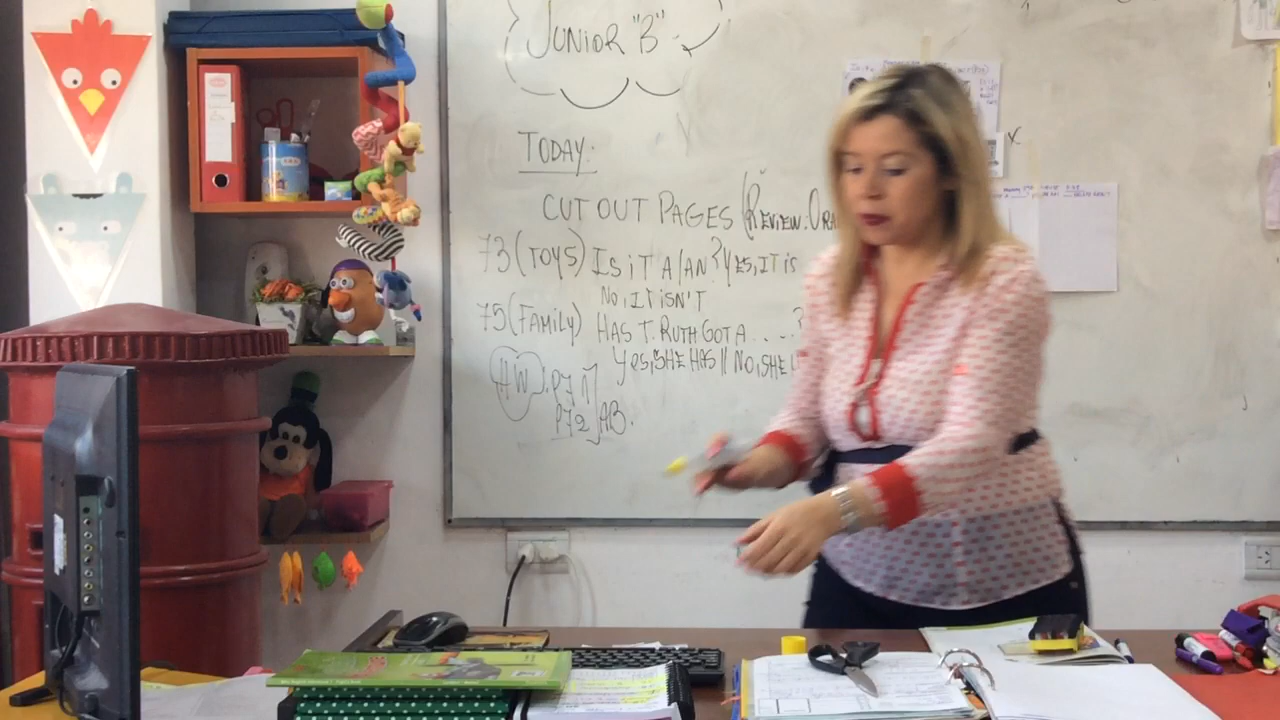 JUNIOR "B"
TODAY:
CUT OUT PAGES (REVIEW. ORA
73 (TOYS) IS IT A/AN? YES, IT IS
NO, IT ISN'T
75 (FAMILY) HAS T. RUTH GOT A ....?
YES, SHE HAS // NO, SHE
HW. P71
P72 AB.